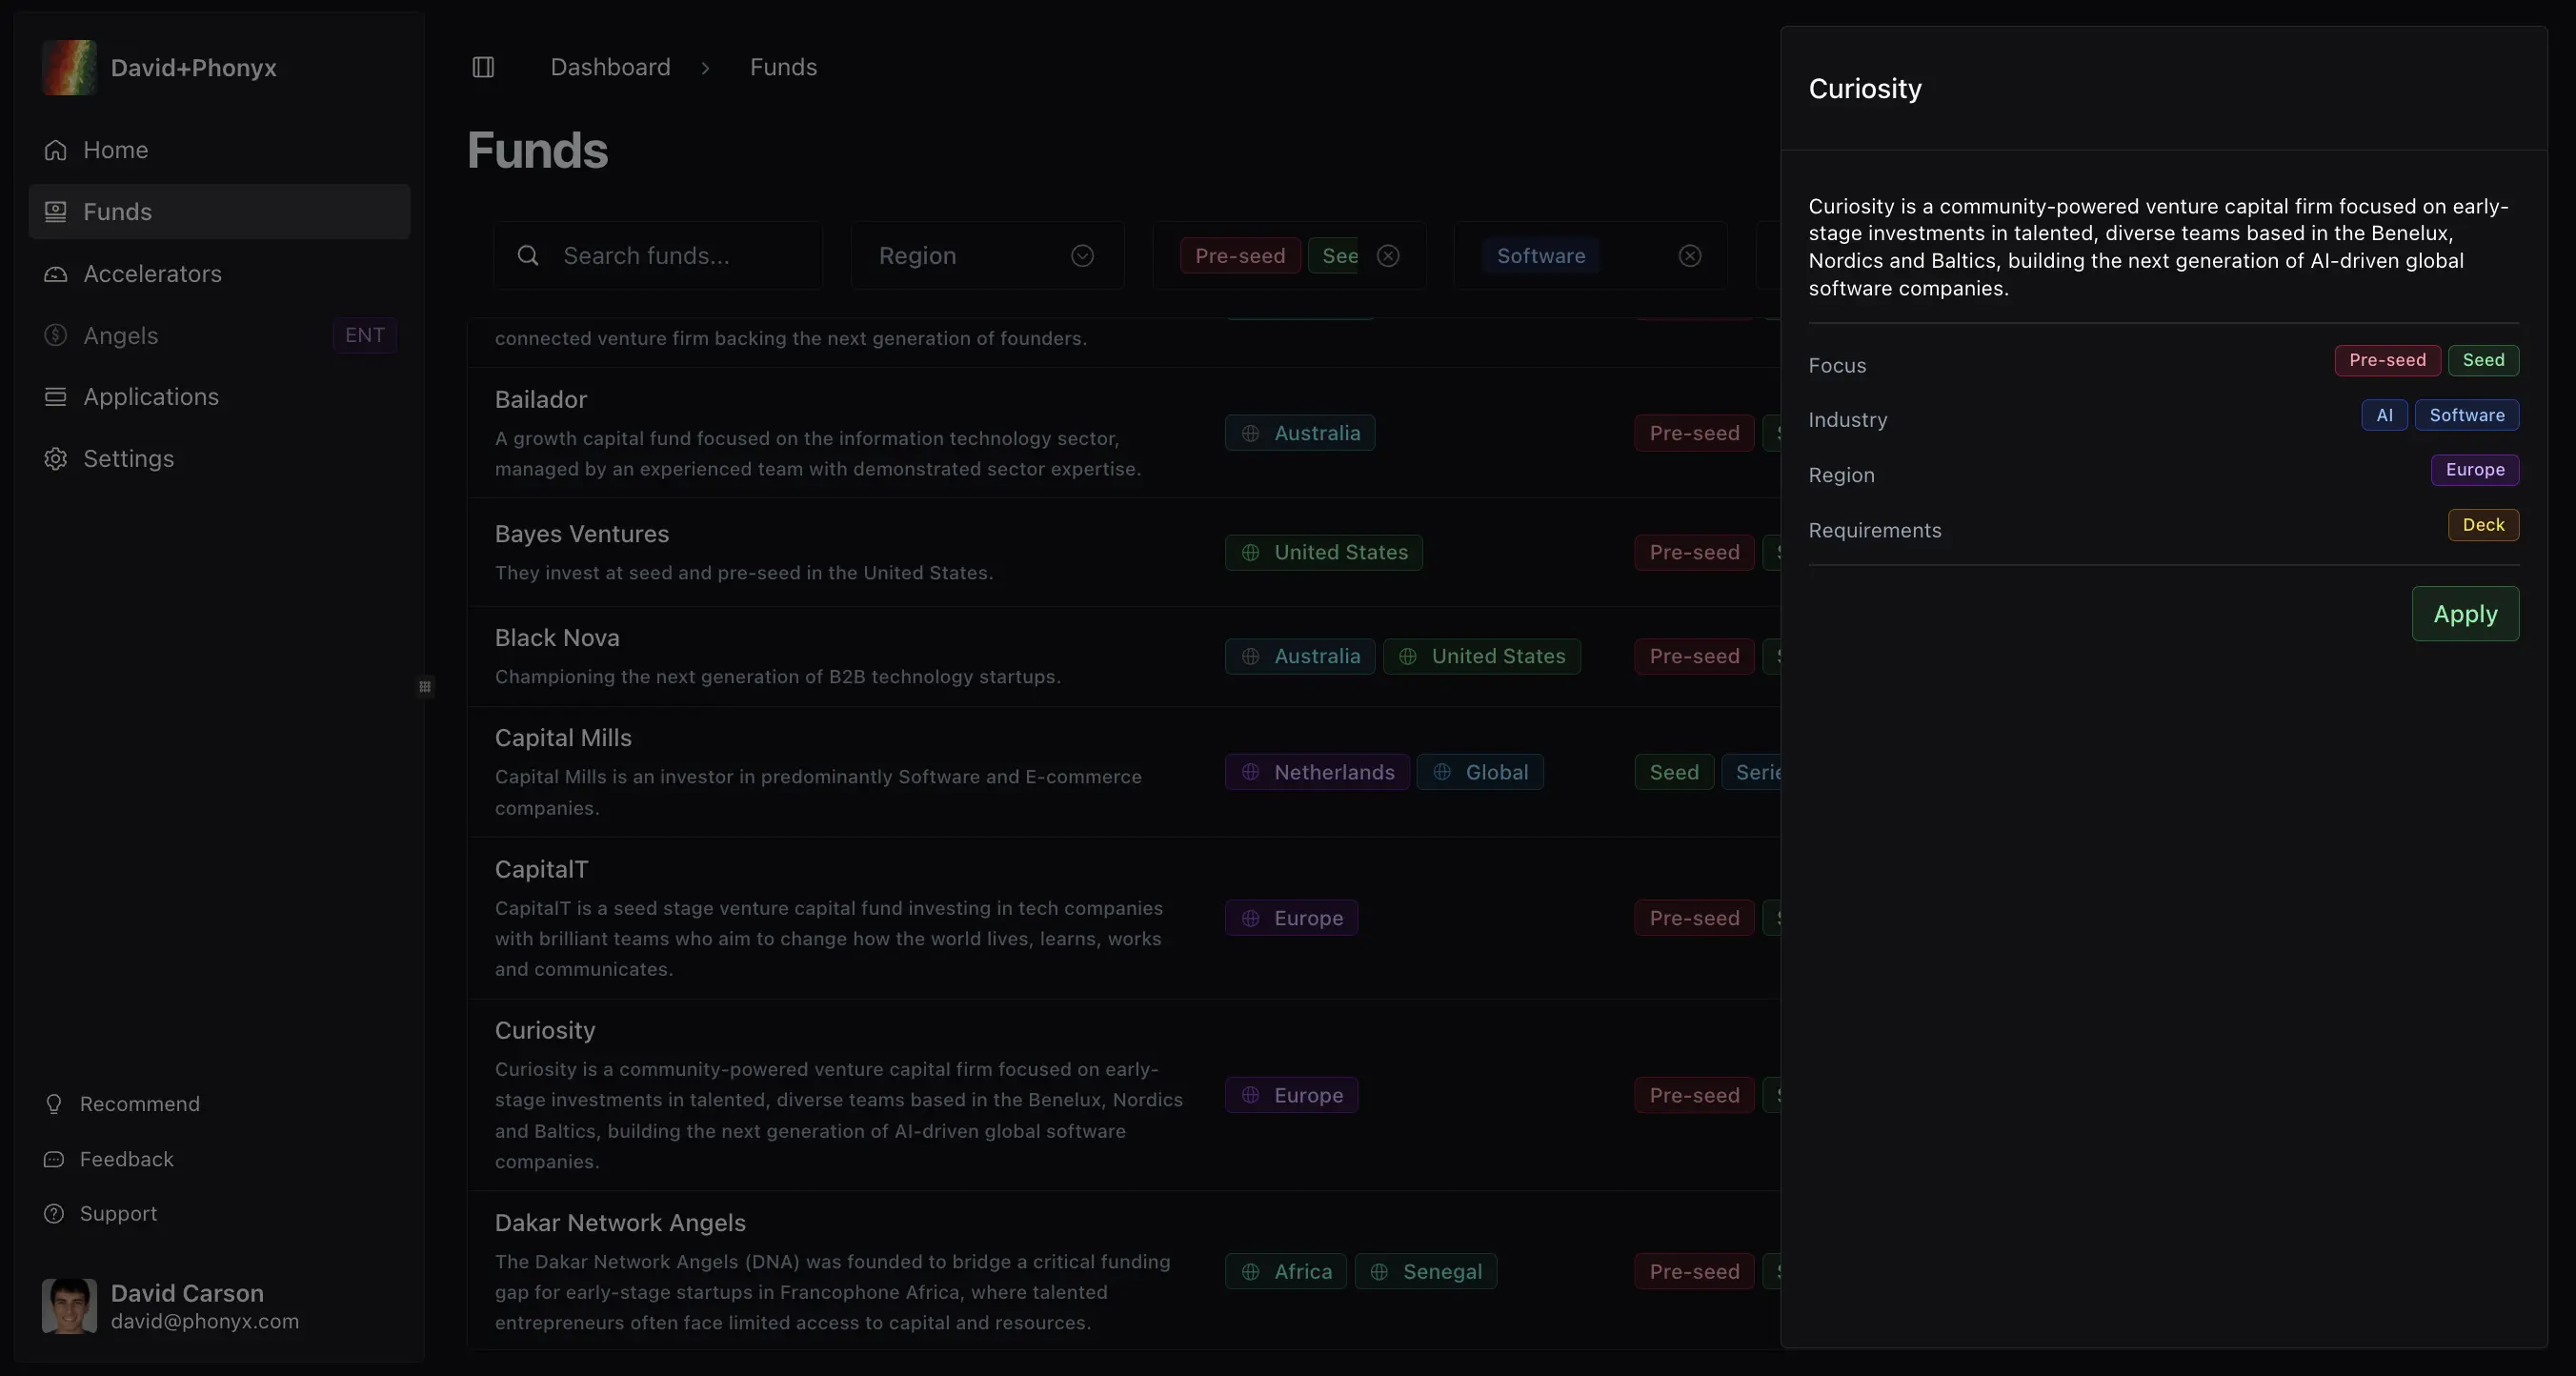 David+Phonyx
Home
Funds
Accelerators
Angels ENT
Applications
Settings
Recommend
Feedback
Support
David Carson
david@phonyx.com
Dashboard > Funds
Funds
Search funds...
Region
Pre-seed See
Software
connected venture firm backing the next generation of founders.
Bailador
A growth capital fund focused on the information technology sector,
managed by an experienced team with demonstrated sector expertise.
Australia
Pre-seed
Bayes Ventures
They invest at seed and pre-seed in the United States.
United States
Pre-seed
Black Nova
Championing the next generation of B2B technology startups.
Australia United States
Pre-seed
Capital Mills
Capital Mills is an investor in predominantly Software and E-commerce
companies.
Netherlands Global
Seed Serie
CapitalT
CapitalT is a seed stage venture capital fund investing in tech companies
with brilliant teams who aim to change how the world lives, learns, works
and communicates.
Europe
Pre-seed
Curiosity
Curiosity is a community-powered venture capital firm focused on early-
stage investments in talented, diverse teams based in the Benelux, Nordics
and Baltics, building the next generation of AI-driven global software
companies.
Europe
Pre-seed
Dakar Network Angels
The Dakar Network Angels (DNA) was founded to bridge a critical funding
gap for early-stage startups in Francophone Africa, where talented
entrepreneurs often face limited access to capital and resources.
Africa Senegal
Pre-seed
Curiosity
Curiosity is a community-powered venture capital firm focused on early-
stage investments in talented, diverse teams based in the Benelux,
Nordics and Baltics, building the next generation of AI-driven global
software companies.
Focus Pre-seed Seed
Industry AI Software
Region Europe
Requirements Deck
Apply